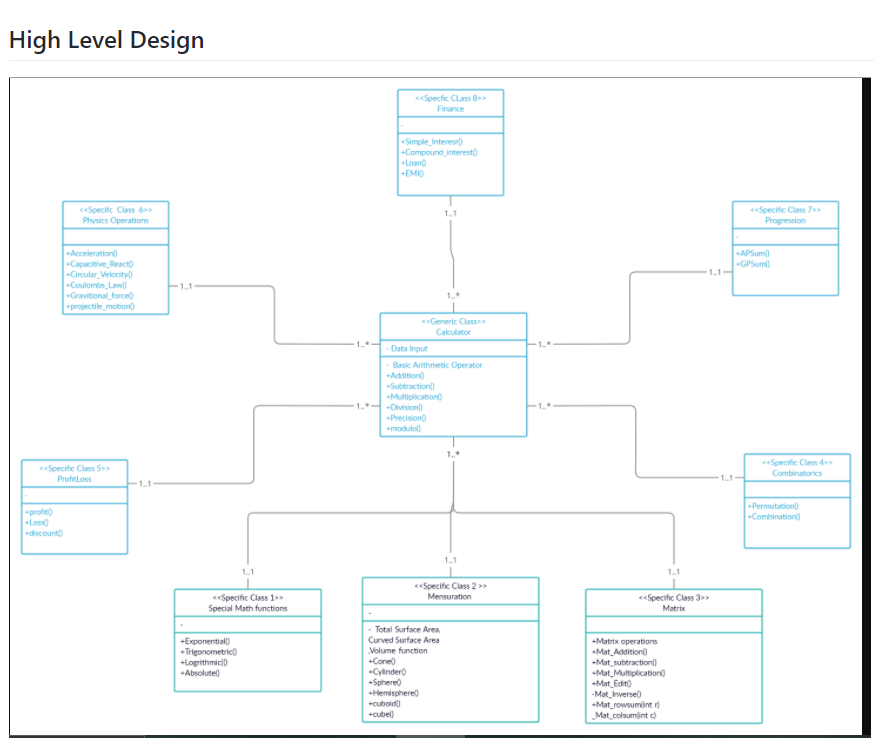 High Level Design
<<Specfic CLass 8>>
Finance
-
+Simple_Interesr()
+Compound_interest()
+Loan()
+EMI()
1..1
1..*
<<Specifc Class 6>>
Physics Operations
+Acceleration()
+Capacitive_React()
+Circular_Velocity()
+Coulombs_Law()
+Gravitional_force()
+projectile_motion()
1..1
1..*
<<Specific Class 7>>
Progression
-
+APSum()
+GPSum()
1..1
1..*
<<Generic Class>>
Calculator
- Data Input
- Basic Arithmetic Operator
+Addition()
+Subtraction()
+Multiplication()
+Division()
+Precision()
+modulo()
1..*
1..*
1..*
<<Specific Class 5>>
ProfitLoss
-
+profit()
+Loss()
+discount()
1..1
<<Specific Class 4>>
Combinatorics
+Permutation()
+Combination()
1..1
1..1
1..1
1..1
<<Specific Class 1>>
Special Math functions
-
+Exponential()
+Trigonometric()
+Logrithmic(()
+Absolute()
<<Specific Class 2 >>
Mensuration
-
- Total Surface Area,
Curved Surface Area
,Volume function
+Cone()
+Cylinder()
+Sphere()
+Hemisphere()
+cuboid()
+cube()
<<Specific Class 3>>
Matrix
+Matrix operations
+Mat_Addition()
+Mat_subtraction()
+Mat_Multiplication()
+Mat_Edit()
-Mat_Inverse()
+Mat_rowsum(int r)
_Mat_colsum(int c)